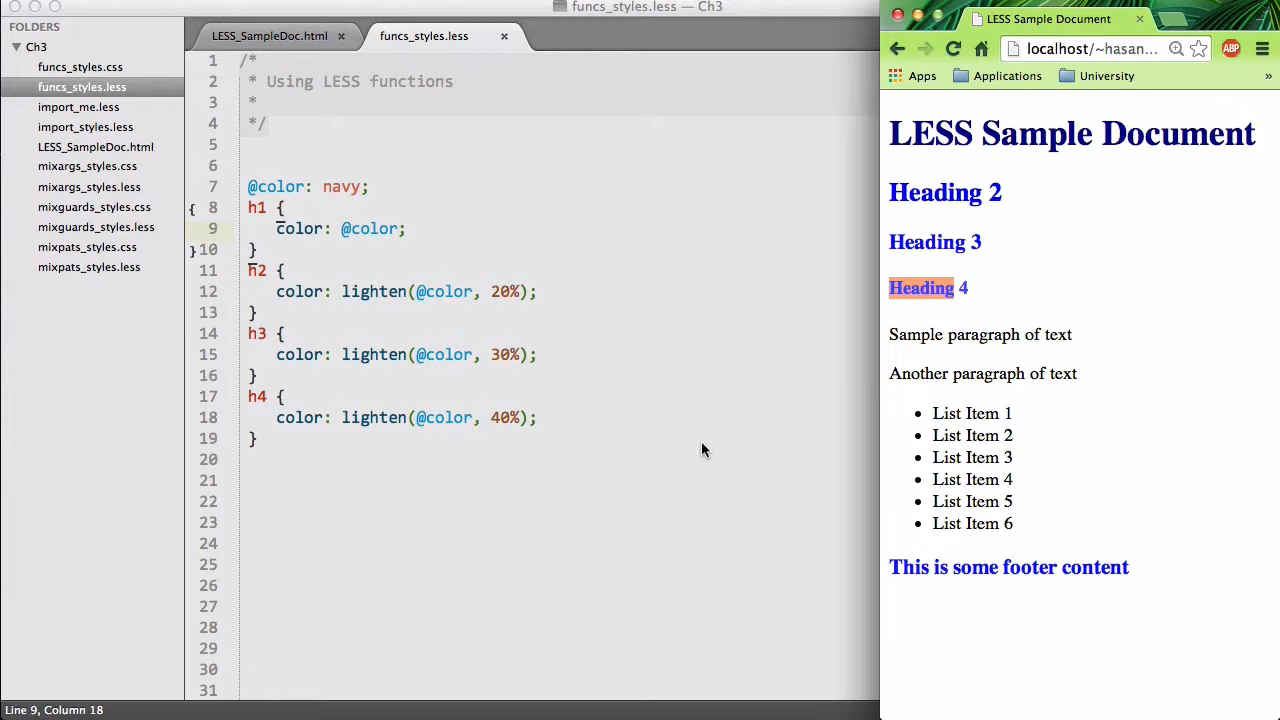 funcs_styles.less — Ch3
FOLDERS
Ch3
funcs_styles.css
funcs_styles.less
import_me.less
import_styles.less
LESS_SampleDoc.html
mixargs_styles.css
mixargs_styles.less
mixguards_styles.css
mixguards_styles.less
mixpats_styles.css
mixpats_styles.less
LESS_SampleDoc.html ×
funcs_styles.less ×
1 /*
2 * Using LESS functions
3 *
4 */
5
6
7 @color: navy;
8 h1 {
9 color: @color;
10 }
11 h2 {
12 color: lighten(@color, 20%);
13 }
14 h3 {
15 color: lighten(@color, 30%);
16 }
17 h4 {
18 color: lighten(@color, 40%);
19 }
20
21
22
23
24
25
26
27
28
29
30
31
Line 9, Column 18
LESS Sample Document ×
localhost/~hasan...
ABP
Apps Applications University »
LESS Sample Document
Heading 2
Heading 3
Heading 4
Sample paragraph of text
Another paragraph of text
• List Item 1
• List Item 2
• List Item 3
• List Item 4
• List Item 5
• List Item 6
This is some footer content